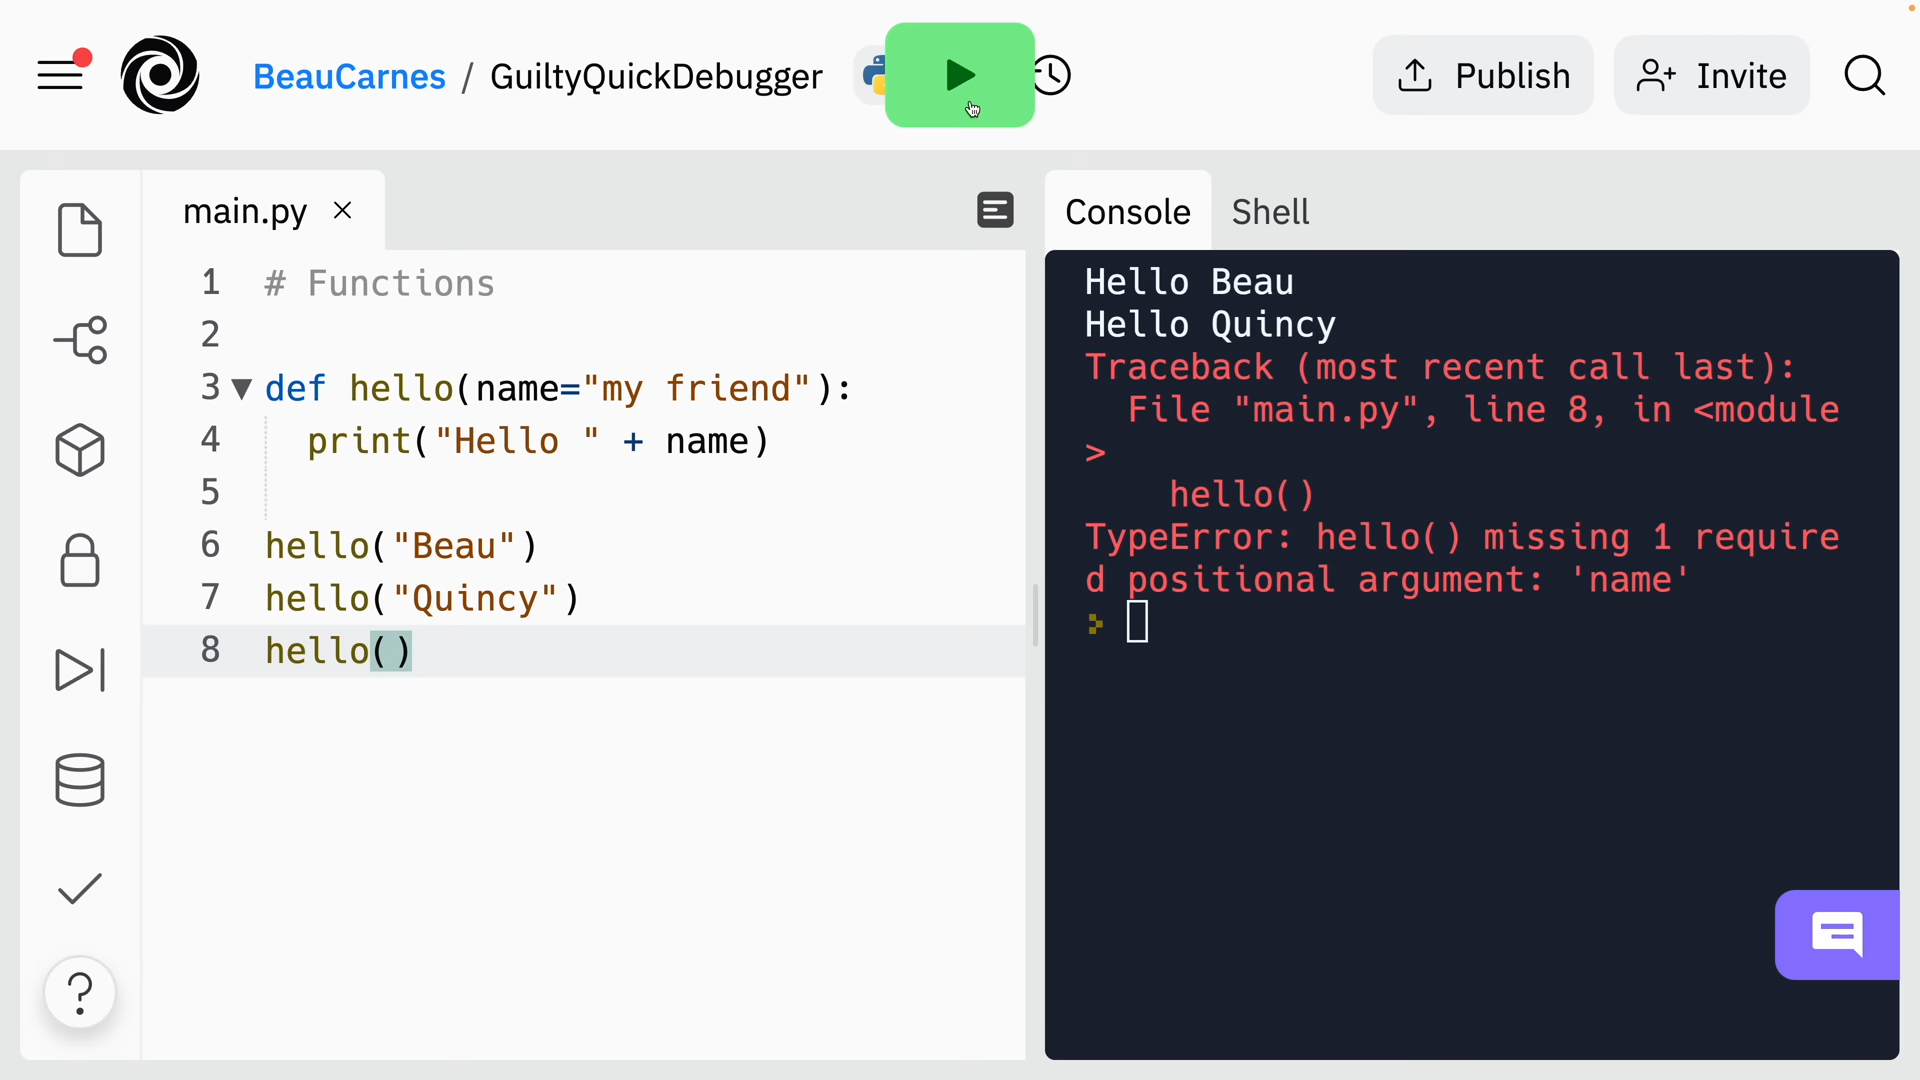 BeauCarnes / GuiltyQuickDebugger
Publish
Invite
main.py
Console
Shell
1 # Functions
2
3 def hello(name="my friend"):
4 print("Hello " + name)
5
6 hello("Beau")
7 hello("Quincy")
8 hello()
Hello Beau
Hello Quincy
Traceback (most recent call last):
File "main.py", line 8, in <module
>
hello()
TypeError: hello() missing 1 require
d positional argument: 'name'
?